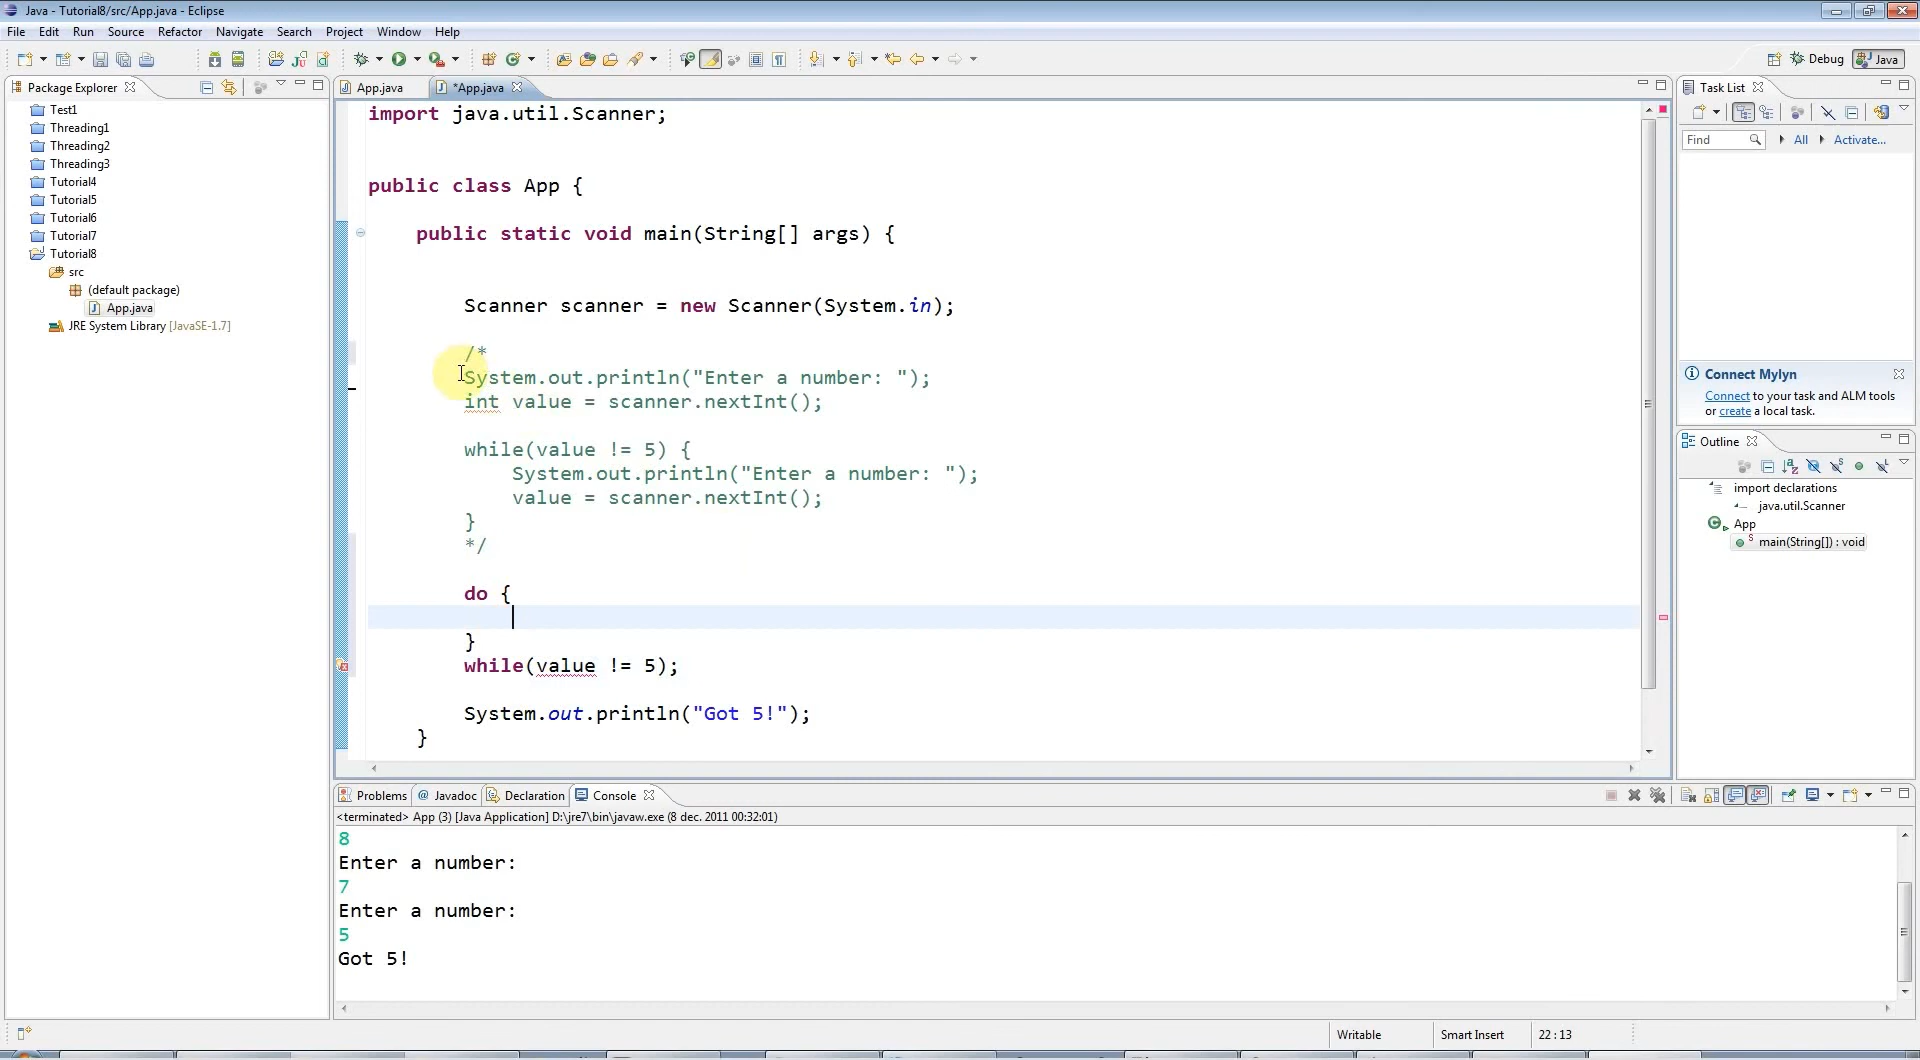 Java - Tutorial8/src/App.java - Eclipse
File Edit Run Source Refactor Navigate Search Project Window Help
Debug Java
Package Explorer
Test1
Threading1
Threading2
Threading3
Tutorial4
Tutorial5
Tutorial6
Tutorial7
Tutorial8
src
(default package)
App.java
JRE System Library [JavaSE-1.7]
App.java *App.java
import java.util.Scanner;
public class App {
public static void main(String[] args) {
Scanner scanner = new Scanner(System.in);
/*
System.out.println("Enter a number: ");
int value = scanner.nextInt();
while(value != 5) {
System.out.println("Enter a number: ");
value = scanner.nextInt();
}
*/
do {
}
while(value != 5);
System.out.println("Got 5!");
}
Task List
Find All Activate...
Connect Mylyn
Connect to your task and ALM tools
or create a local task.
Outline
import declarations
java.util.Scanner
App
main(String[]) : void
Problems @ Javadoc Declaration Console
<terminated> App (3) [Java Application] D:\jre7\bin\javaw.exe (8 dec. 2011 00:32:01)
8
Enter a number:
7
Enter a number:
5
Got 5!
Writable Smart Insert 22 : 13